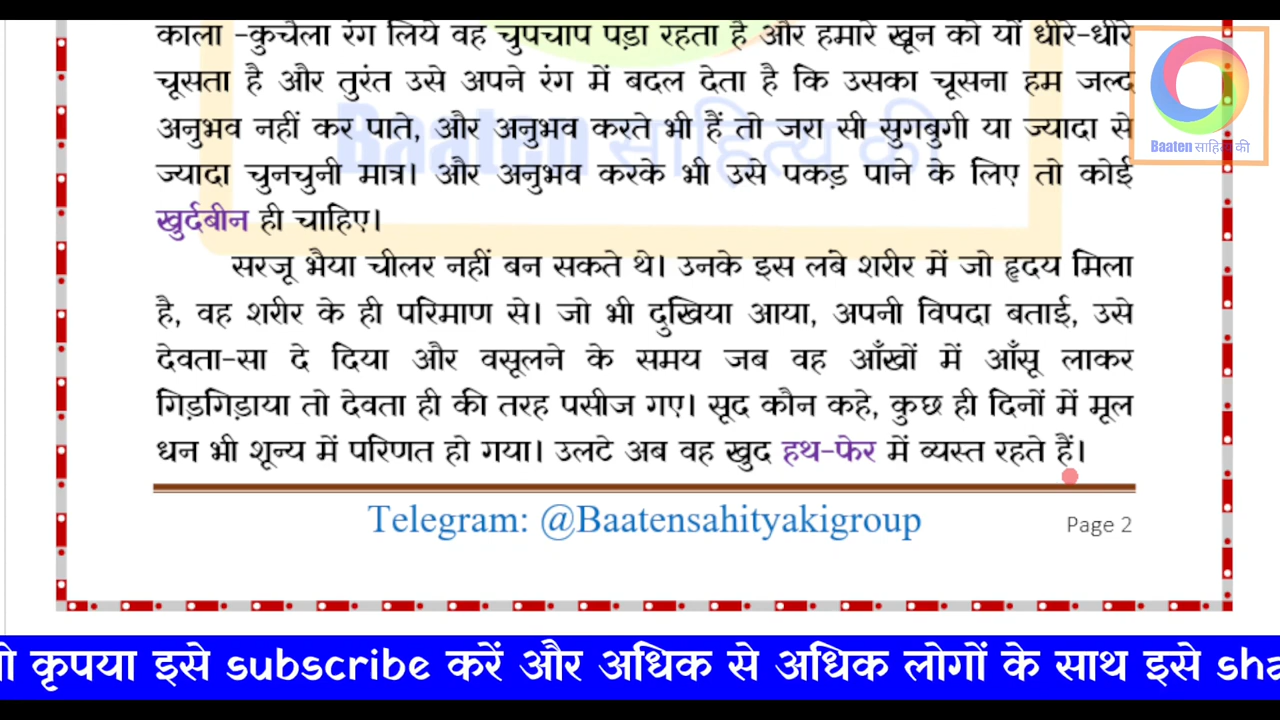 काला -कुचैला रंग लिये वह चुपचाप पड़ा रहता है और हमारे खून को यों धीरे-धीरे
चूसता है और तुरंत उसे अपने रंग में बदल देता है कि उसका चूसना हम जल्द
अनुभव नहीं कर पाते, और अनुभव करते भी हैं तो जरा सी सुगबुगी या ज्यादा से
ज्यादा चुनचुनी मात्र। और अनुभव करके भी उसे पकड़ पाने के लिए तो कोई
खुर्दबीन ही चाहिए।
सरजू भैया चीलर नहीं बन सकते थे। उनके इस लबे शरीर में जो हृदय मिला
है, वह शरीर के ही परिमाण से। जो भी दुखिया आया, अपनी विपदा बताई, उसे
देवता-सा दे दिया और वसूलने के समय जब वह आँखों में आँसू लाकर
गिड़गिड़ाया तो देवता ही की तरह पसीज गए। सूद कौन कहे, कुछ ही दिनों में मूल
धन भी शून्य में परिणत हो गया। उलटे अब वह खुद हथ-फेर में व्यस्त रहते हैं।
Telegram: @Baatensahityakigroup
Page 2
Baaten साहित्य की
Baaten साहित्य की
ो कृपया इसे subscribe करें और अधिक से अधिक लोगों के साथ इसे sha